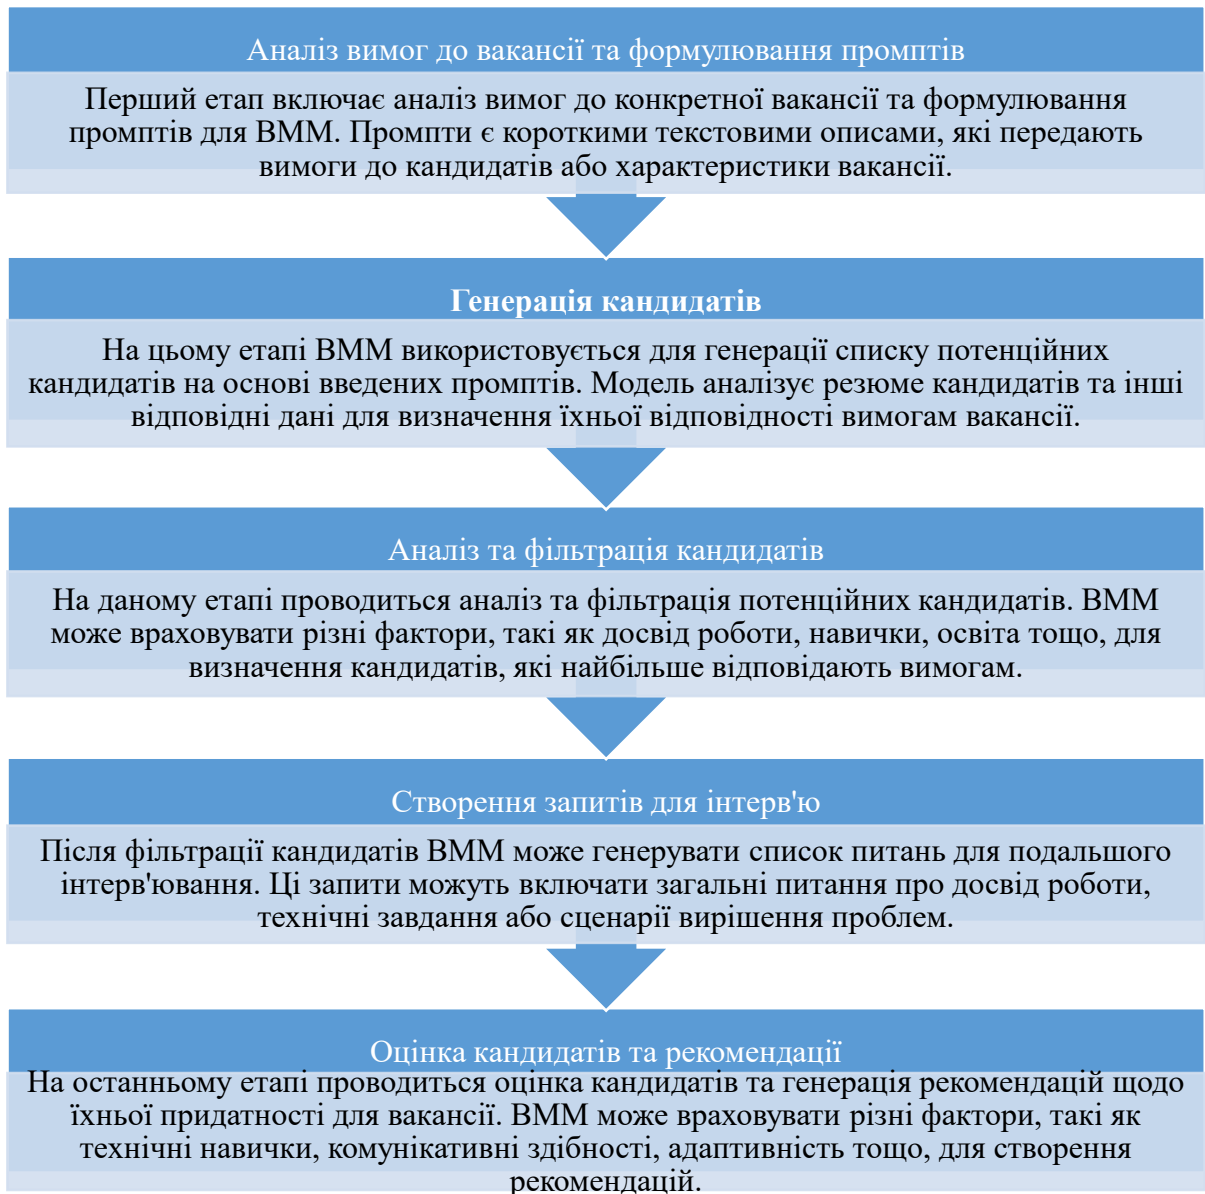 Аналіз вимог до вакансії та формулювання промптів
Перший етап включає аналіз вимог до конкретної вакансії та формулювання
промптів для ВММ. Промпти є короткими текстовими описами, які передають
вимоги до кандидатів або характеристики вакансії.
Генерація кандидатів
На цьому етапі ВММ використовується для генерації списку потенційних
кандидатів на основі введених промптів. Модель аналізує резюме кандидатів та інші
відповідні дані для визначення їхньої відповідності вимогам вакансії.
Аналіз та фільтрація кандидатів
На даному етапі проводиться аналіз та фільтрація потенційних кандидатів. ВММ
може враховувати різні фактори, такі як досвід роботи, навички, освіта тощо, для
визначення кандидатів, які найбільше відповідають вимогам.
Створення запитів для інтерв'ю
Після фільтрації кандидатів ВММ може генерувати список питань для подальшого
інтерв'ювання. Ці запити можуть включати загальні питання про досвід роботи,
технічні завдання або сценарії вирішення проблем.
Оцінка кандидатів та рекомендації
На останньому етапі проводиться оцінка кандидатів та генерація рекомендацій щодо
їхньої придатності для вакансії. ВММ може враховувати різні фактори, такі як
технічні навички, комунікативні здібності, адаптивність тощо, для створення
рекомендацій.